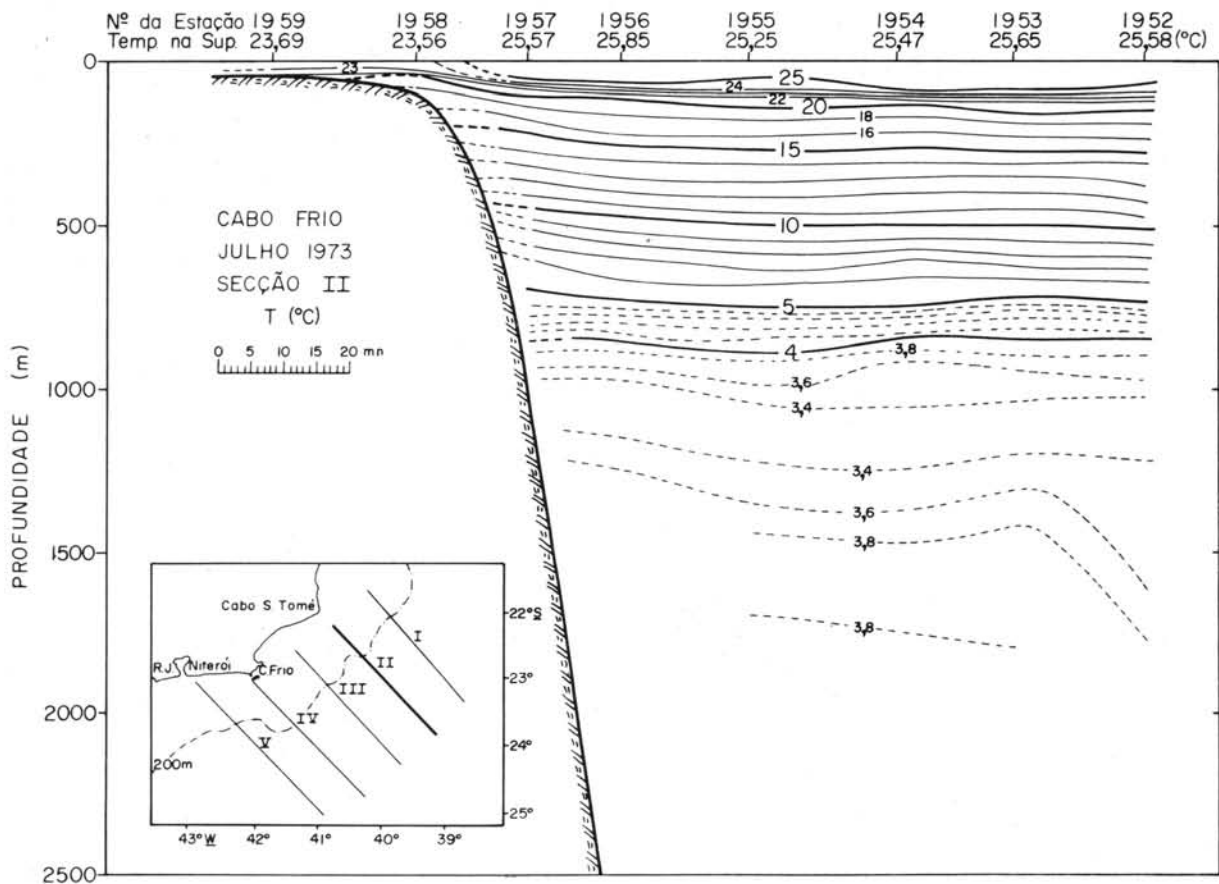 Nº da Estação 1959 1958 1957 1956 1955 1954 1953 1952
Temp. na Sup. 23,69 23,56 25,57 25,85 25,25 25,47 25,65 25,58 (°C)
0
500
1000
1500
2000
2500
PROFUNDIDADE (m)
23
25
24
22
20
18
16
15
10
5
4
3,8
3,6
3,4
3,4
3,6
3,8
3,8
CABO FRIO
JULHO 1973
SECÇÃO II
T (°C)
0 5 10 15 20 mn
Cabo S. Tomé
22° S
I
R.J.
Niterói
C.Frio
II
23°
III
IV
V
24°
200m
25°
43° W 42° 41° 40° 39°